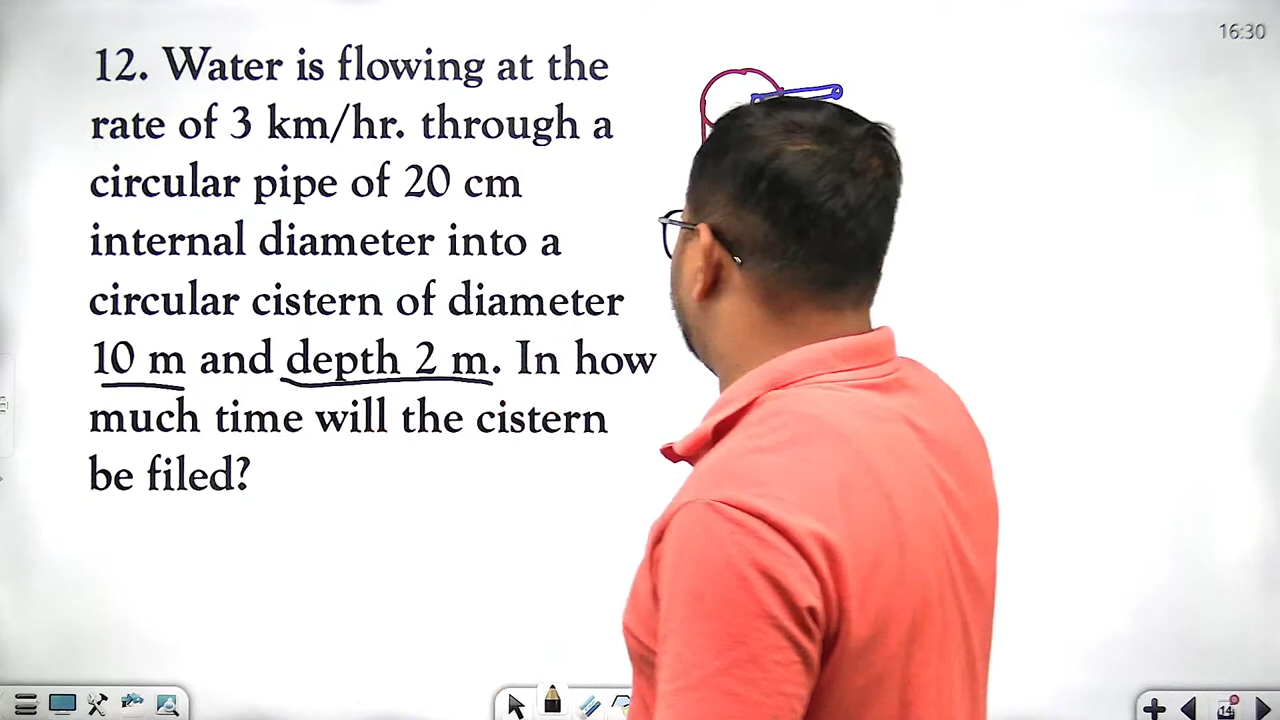 16:30
12. Water is flowing at the
rate of 3 km/hr. through a
circular pipe of 20 cm
internal diameter into a
circular cistern of diameter
10 m and depth 2 m. In how
much time will the cistern
be filed?
14